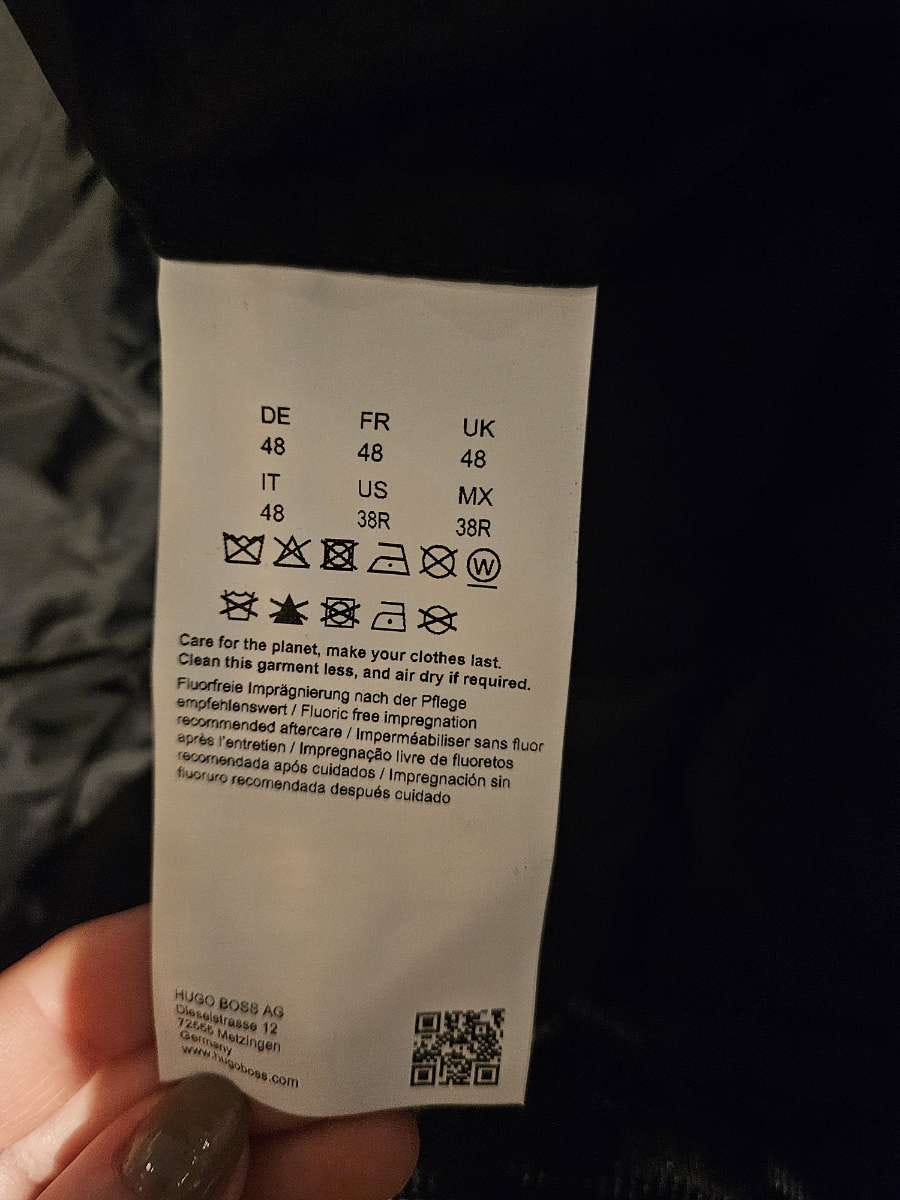 DE FR UK
48 48 48
IT US MX
48 38R 38R
W
Care for the planet, make your clothes last.
Clean this garment less, and air dry if required.
Fluorfreie Imprägnierung nach der Pflege
empfehlenswert / Fluoric free impregnation
recommended aftercare / Imperméabiliser sans fluor
après l'entretien / Impregnação livre de fluoretos
recomendada após cuidados / Impregnación sin
fluoruro recomendada después cuidado
HUGO BOSS AG
Dieselstrasse 12
72555 Metzingen
Germany
www.hugoboss.com